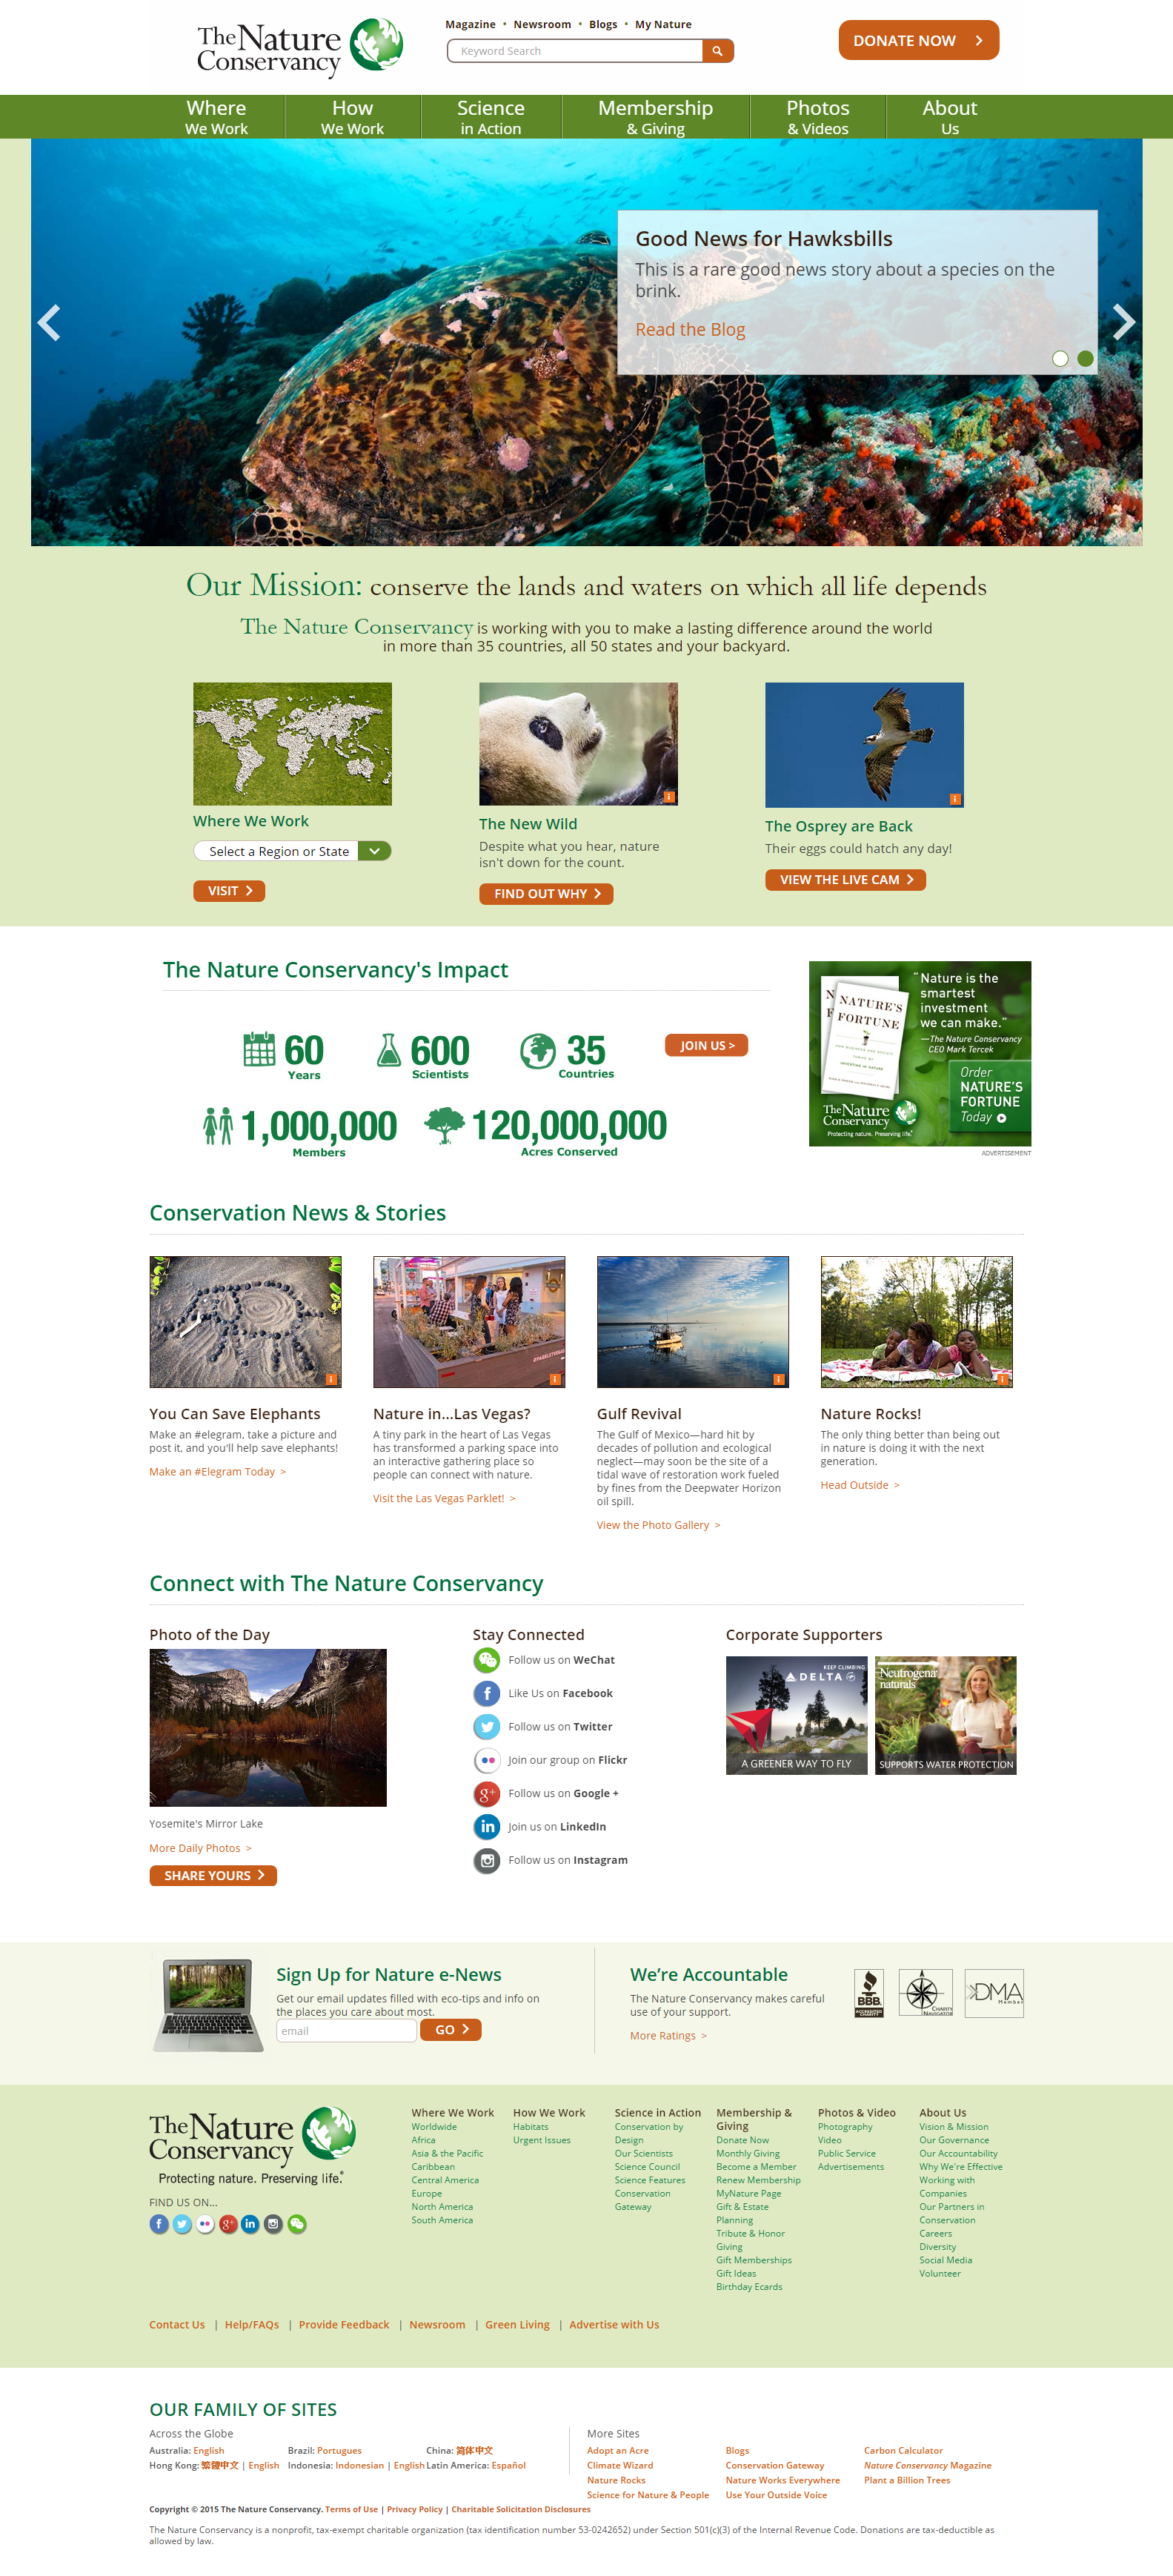 The Nature
Conservancy
Magazine • Newsroom • Blogs • My Nature
Keyword Search
DONATE NOW
Where
We Work
How
We Work
Science
in Action
Membership
& Giving
Photos
& Videos
About
Us
Good News for Hawksbills
This is a rare good news story about a species on the
brink.
Read the Blog
Our Mission: conserve the lands and waters on which all life depends
The Nature Conservancy is working with you to make a lasting difference around the world
in more than 35 countries, all 50 states and your backyard.
Where We Work
Select a Region or State
VISIT
The New Wild
Despite what you hear, nature
isn't down for the count.
FIND OUT WHY
The Osprey are Back
Their eggs could hatch any day!
VIEW THE LIVE CAM
The Nature Conservancy's Impact
60
Years
600
Scientists
35
Countries
JOIN US >
1,000,000
Members
120,000,000
Acres Conserved
NATURE'S
FORTUNE
"Nature is the
smartest
investment
we can make."
—The Nature Conservancy
CEO Mark Tercek
Order
NATURE'S
FORTUNE
Today
The Nature
Conservancy
Protecting nature. Preserving life.
ADVERTISEMENT
Conservation News & Stories
You Can Save Elephants
Make an #elegram, take a picture and
post it, and you'll help save elephants!
Make an #Elegram Today >
Nature in...Las Vegas?
A tiny park in the heart of Las Vegas
has transformed a parking space into
an interactive gathering place so
people can connect with nature.
Visit the Las Vegas Parklet! >
Gulf Revival
The Gulf of Mexico—hard hit by
decades of pollution and ecological
neglect—may soon be the site of a
tidal wave of restoration work fueled
by fines from the Deepwater Horizon
oil spill.
View the Photo Gallery >
Nature Rocks!
The only thing better than being out
in nature is doing it with the next
generation.
Head Outside >
Connect with The Nature Conservancy
Photo of the Day
Yosemite's Mirror Lake
More Daily Photos >
SHARE YOURS
Stay Connected
Follow us on WeChat
Like Us on Facebook
Follow us on Twitter
Join our group on Flickr
Follow us on Google +
Join us on LinkedIn
Follow us on Instagram
Corporate Supporters
KEEP CLIMBING
DELTA
A GREENER WAY TO FLY
Neutrogena
naturals
SUPPORTS WATER PROTECTION
Sign Up for Nature e-News
Get our email updates filled with eco-tips and info on
the places you care about most.
email
GO
We're Accountable
The Nature Conservancy makes careful
use of your support.
More Ratings >
BBB
ACCREDITED
CHARITY
CHARITY
NAVIGATOR
DMA
Member
The Nature
Conservancy
Protecting nature. Preserving life.
FIND US ON...
Where We Work
Worldwide
Africa
Asia & the Pacific
Caribbean
Central America
Europe
North America
South America
How We Work
Habitats
Urgent Issues
Science in Action
Conservation by
Design
Our Scientists
Science Council
Science Features
Conservation
Gateway
Membership &
Giving
Donate Now
Monthly Giving
Become a Member
Renew Membership
MyNature Page
Gift & Estate
Planning
Tribute & Honor
Giving
Gift Memberships
Gift Ideas
Birthday Ecards
Photos & Video
Photography
Video
Public Service
Advertisements
About Us
Vision & Mission
Our Governance
Our Accountability
Why We're Effective
Working with
Companies
Our Partners in
Conservation
Careers
Diversity
Social Media
Volunteer
Contact Us | Help/FAQs | Provide Feedback | Newsroom | Green Living | Advertise with Us
OUR FAMILY OF SITES
Across the Globe
Australia: English
Brazil: Portugues
China: 简体中文
Hong Kong: 繁體中文 | English
Indonesia: Indonesian | English
Latin America: Español
More Sites
Adopt an Acre
Climate Wizard
Nature Rocks
Science for Nature & People
Blogs
Conservation Gateway
Nature Works Everywhere
Use Your Outside Voice
Carbon Calculator
Nature Conservancy Magazine
Plant a Billion Trees
Copyright © 2015 The Nature Conservancy. Terms of Use | Privacy Policy | Charitable Solicitation Disclosures
The Nature Conservancy is a nonprofit, tax-exempt charitable organization (tax identification number 53-0242652) under Section 501(c)(3) of the Internal Revenue Code. Donations are tax-deductible as
allowed by law.